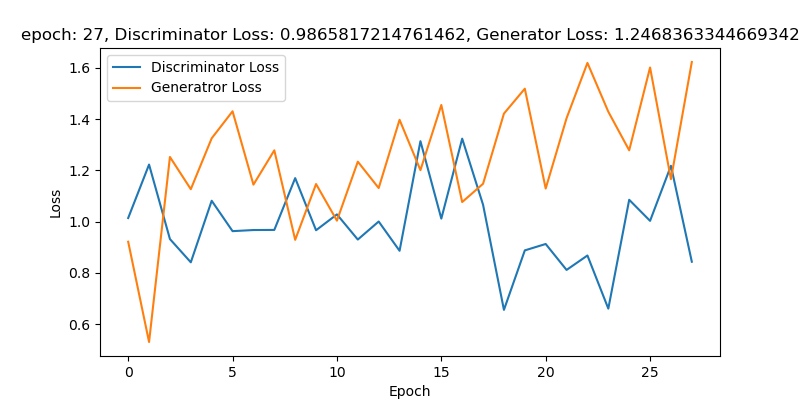 epoch: 27, Discriminator Loss: 0.9865817214761462, Generator Loss: 1.2468363344669342
Discriminator Loss
Generatror Loss
1.6
1.4
1.2
1.0
0.8
0.6
Loss
0 5 10 15 20 25
Epoch